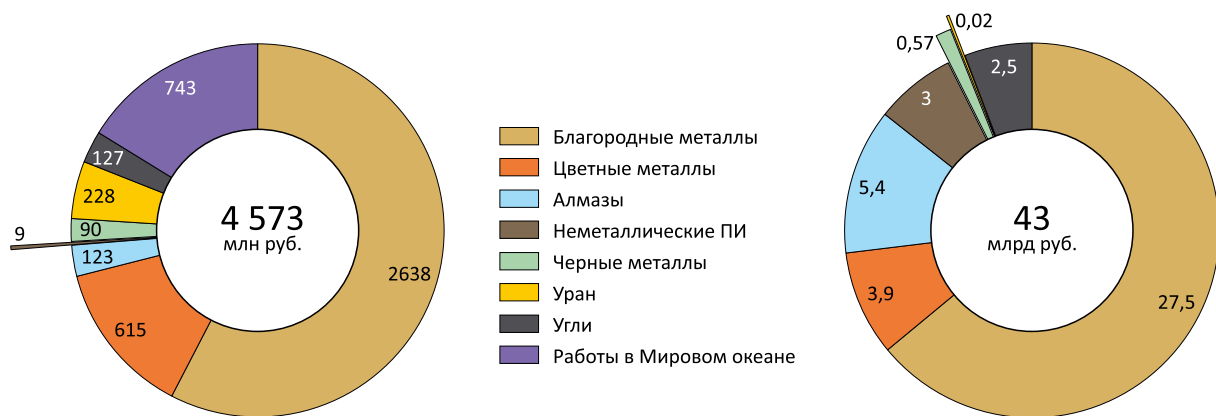 743
127
228
90
9
123
615
2638
4 573
млн руб.
Благородные металлы
Цветные металлы
Алмазы
Неметаллические ПИ
Черные металлы
Уран
Угли
Работы в Мировом океане
0,02
0,57
2,5
3
5,4
3,9
27,5
43
млрд руб.